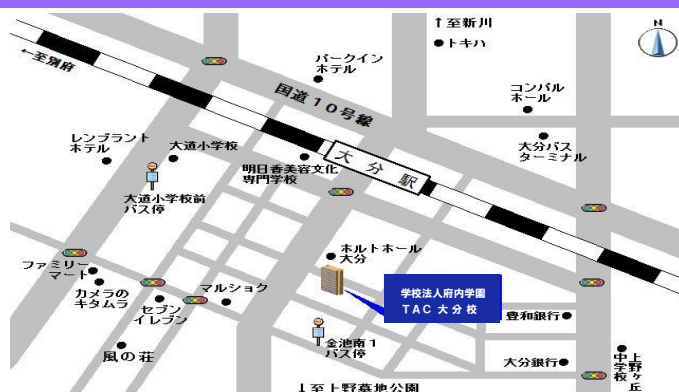 ↑至新川
N
トキハ
←至別府
パークイン
ホテル
国道10号線
コンパル
ホール
レンブラント
ホテル
大道小学校
明日香美容文化
専門学校
大分駅
大分バス
ターミナル
大道小学校前
バス停
ホルトホール
大分
ファミリー
マート
カメラの
キタムラ
セブン
イレブン
マルショク
学校法人府内学園
TAC 大分校
豊和銀行
風の荘
金池南1
バス停
大分銀行
上野ヶ丘
中学校
↓至上野墓地公園